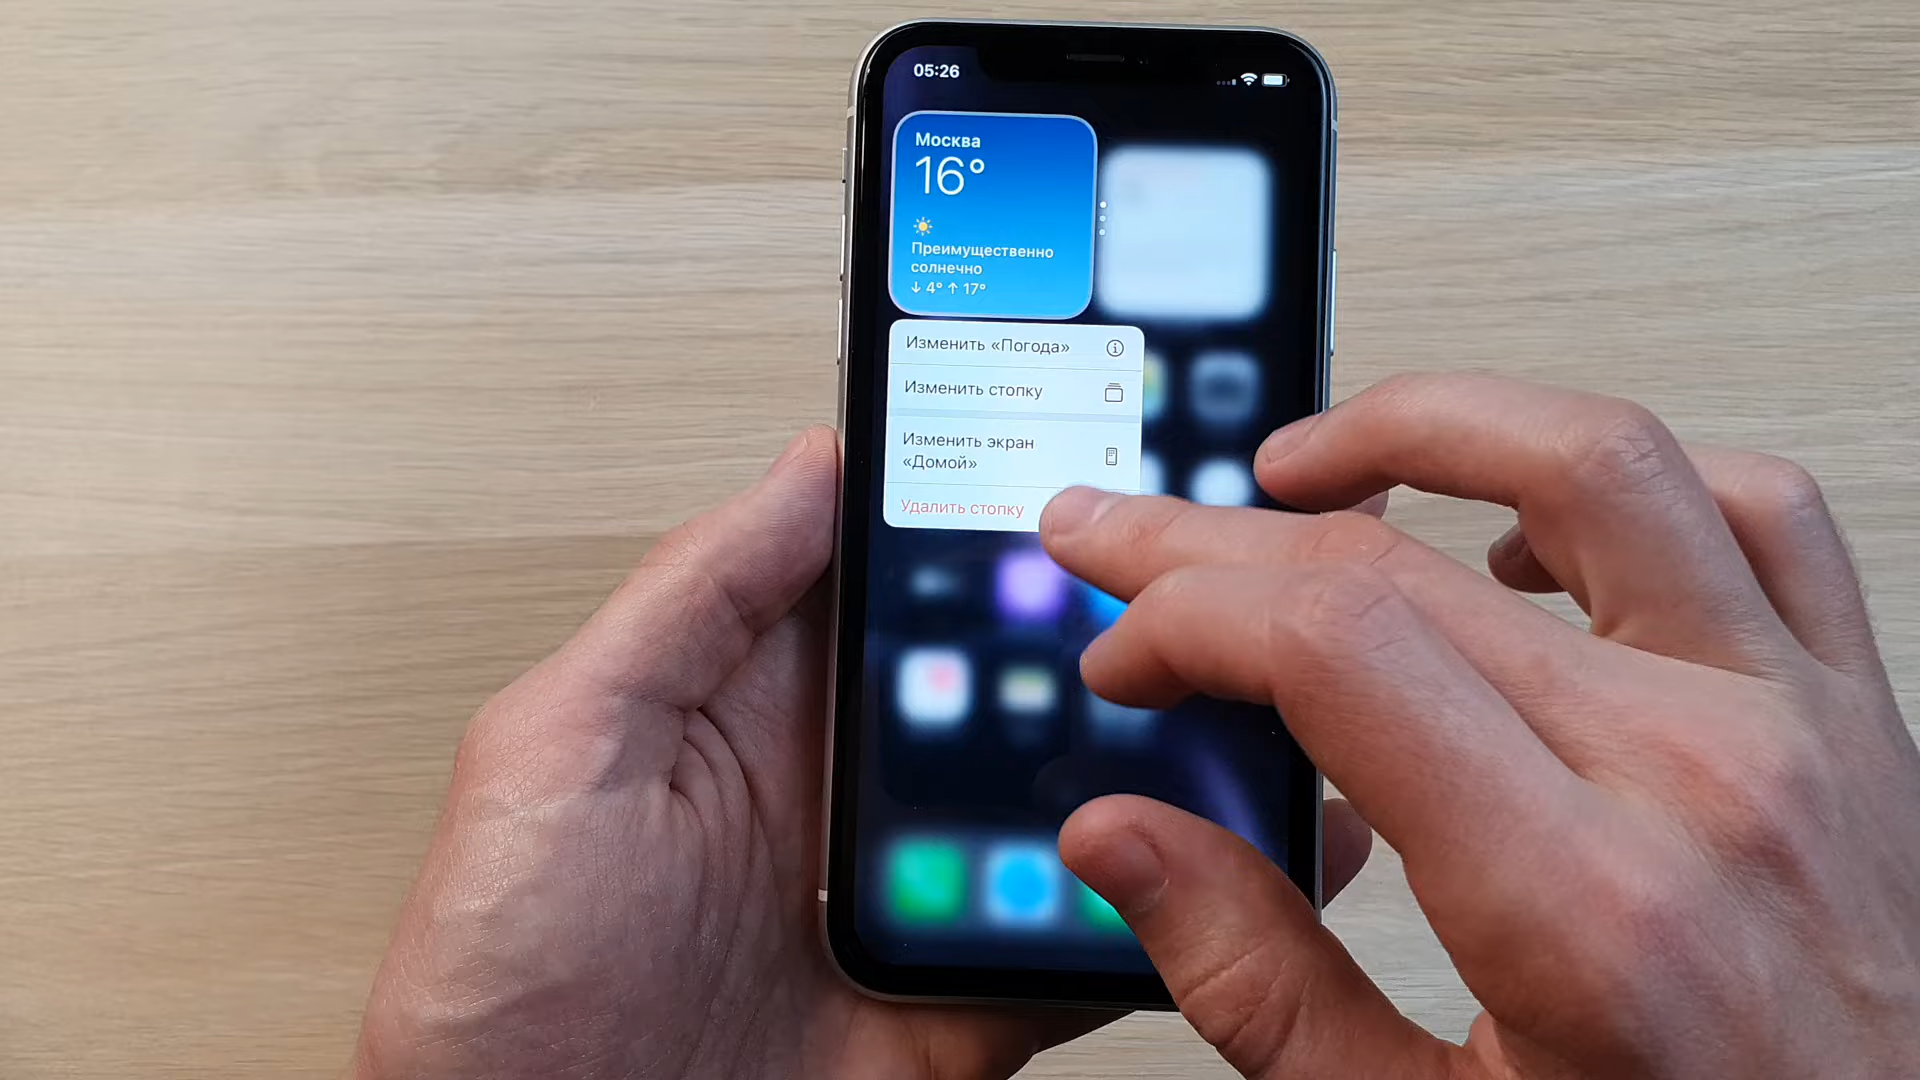 05:26
Москва
16°
Преимущественно
солнечно
↓ 4° ↑ 17°
Изменить «Погода»
Изменить стопку
Изменить экран
«Домой»
Удалить стопку